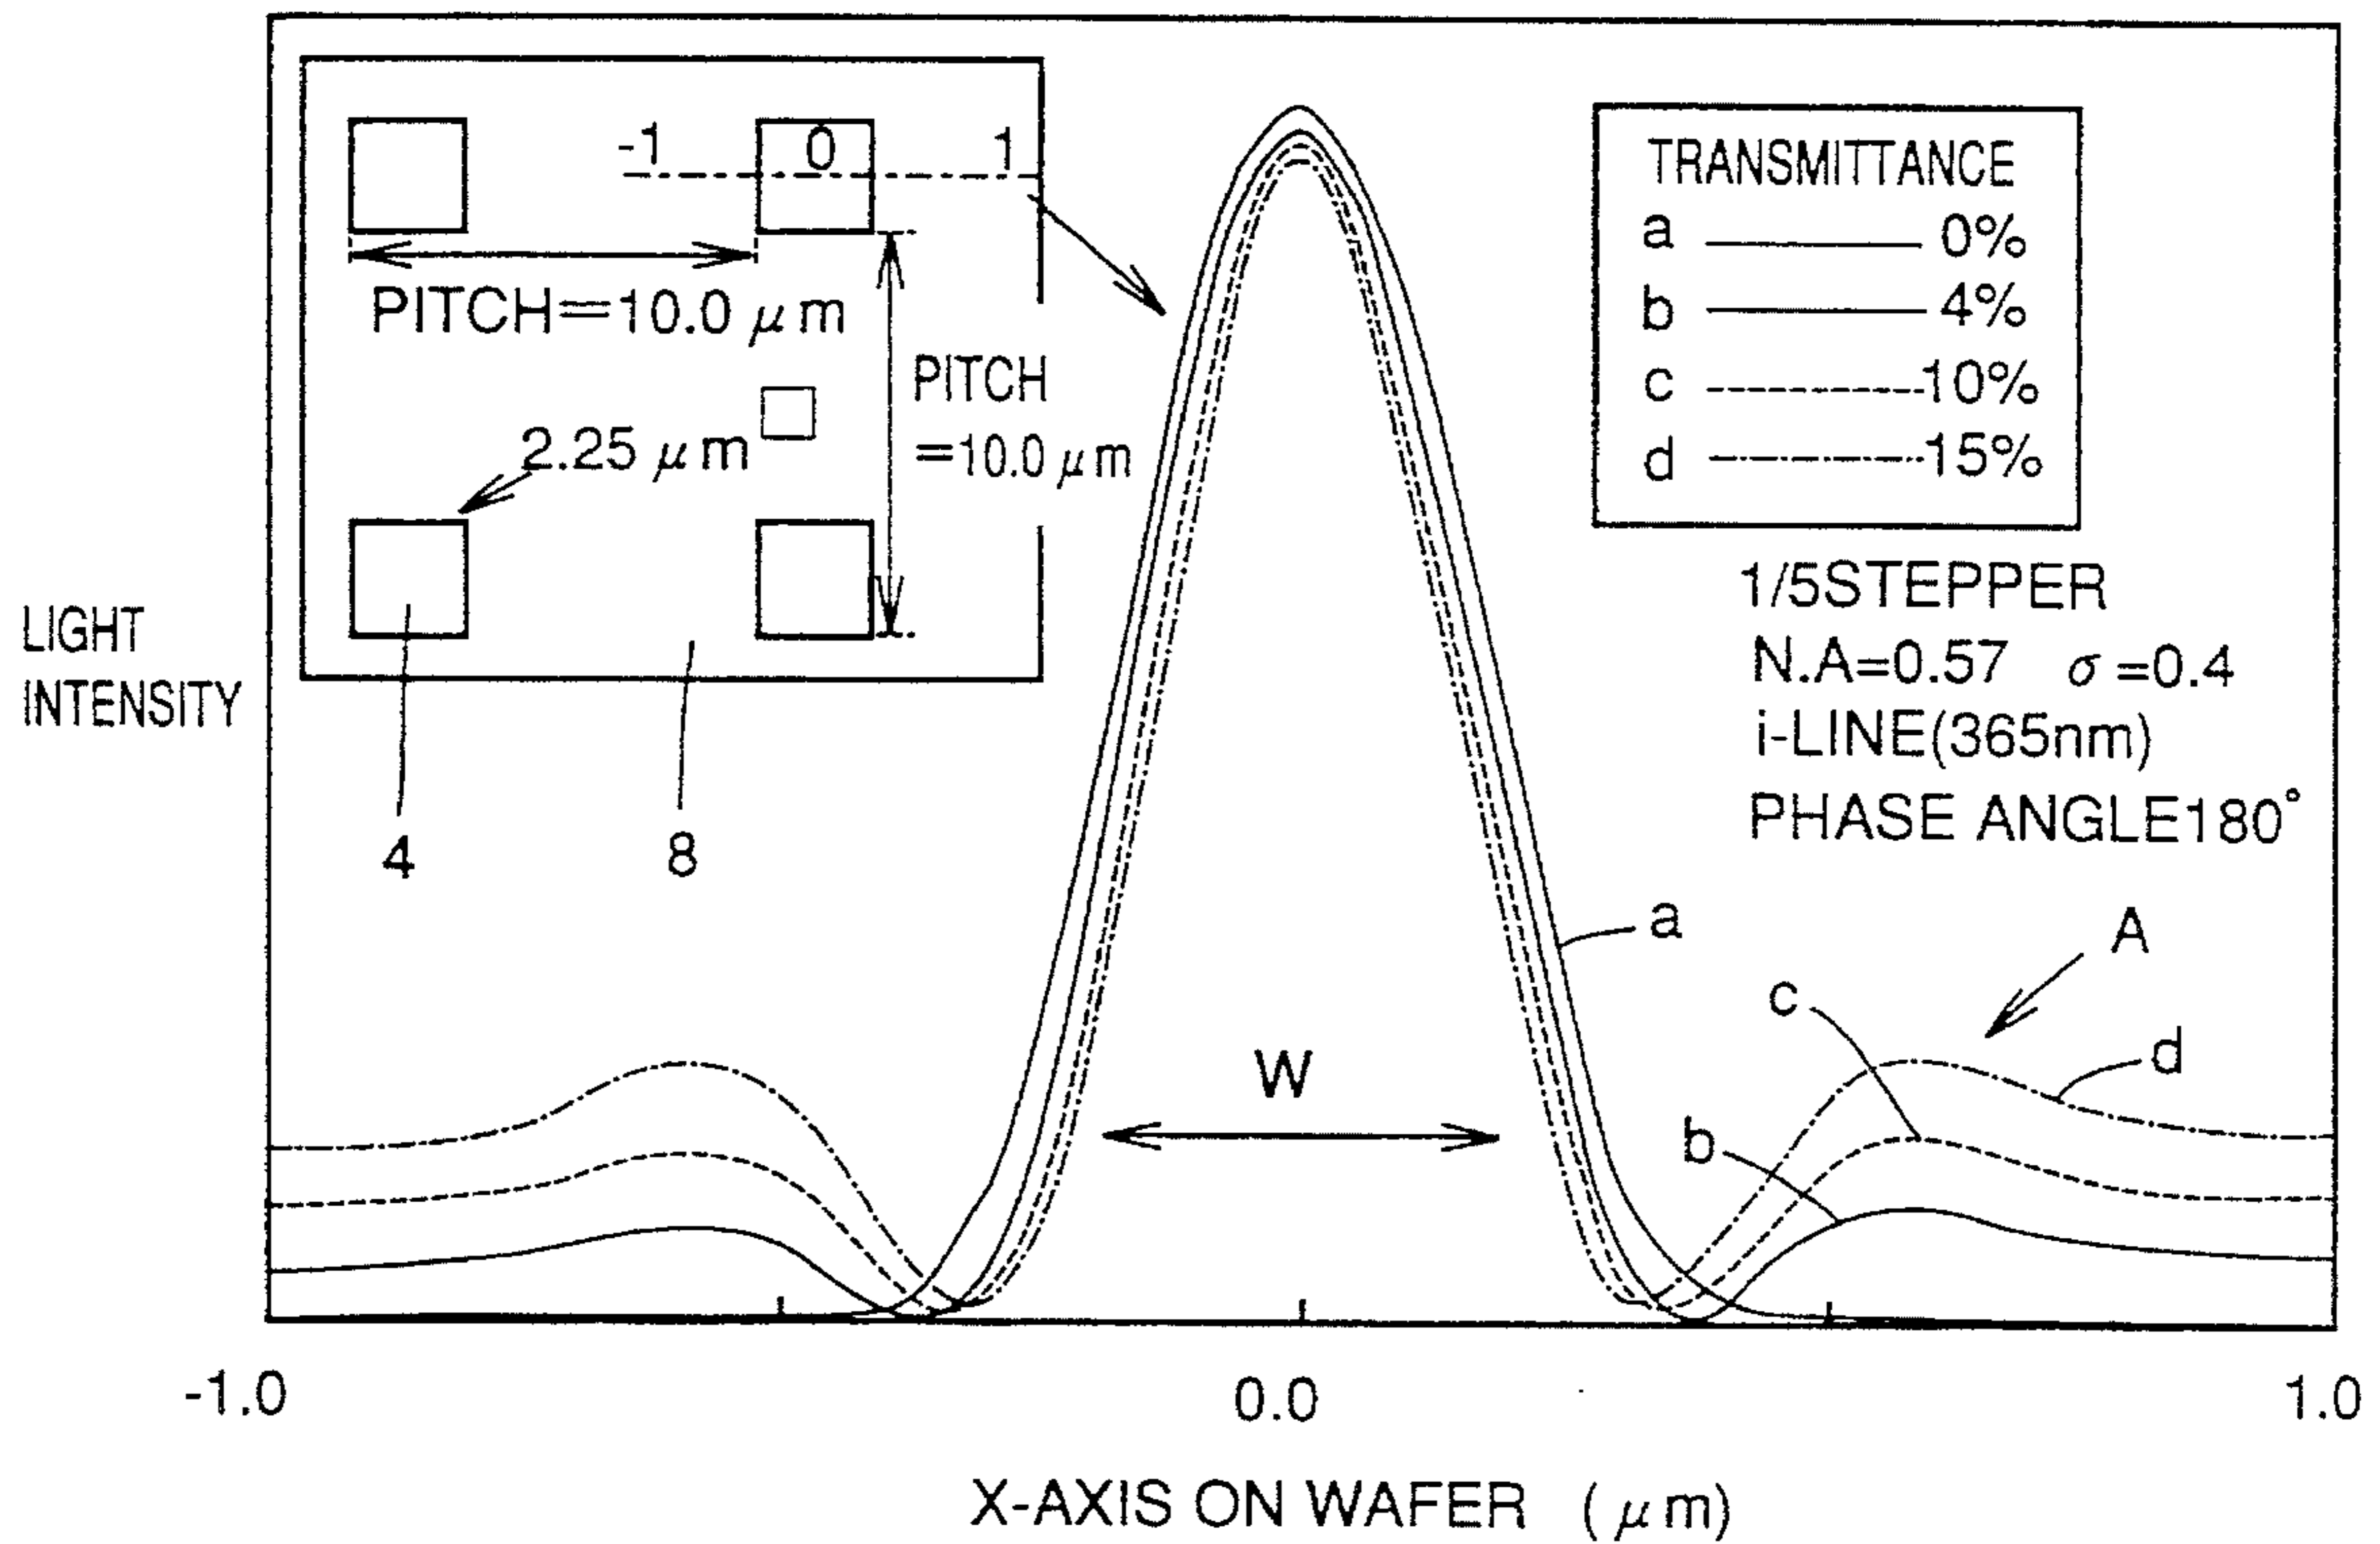 -1 0 1
PITCH=10.0 μm
PITCH
=10.0 μm
2.25 μm □
4
8
LIGHT
INTENSITY
TRANSMITTANCE
a 0%
b 4%
c 10%
d 15%
1/5STEPPER
N.A=0.57 σ=0.4
i-LINE(365nm)
PHASE ANGLE180°
a
A
c
d
b
W
-1.0 0.0 1.0
X-AXIS ON WAFER (μm)